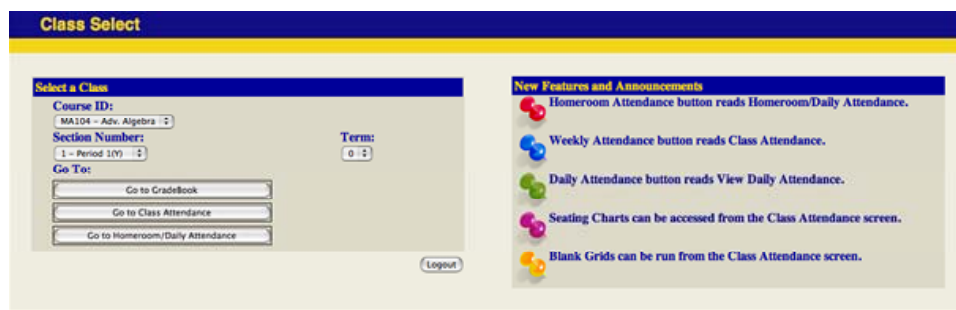 Class Select
Select a Class
Course ID:
MA104 - Adv. Algebra
Section Number:
Term:
1 - Period 1(Y)
0
Go To:
Go to GradeBook
Go to Class Attendance
Go to Homeroom/Daily Attendance
Logout
New Features and Announcements
Homeroom Attendance button reads Homeroom/Daily Attendance.
Weekly Attendance button reads Class Attendance.
Daily Attendance button reads View Daily Attendance.
Seating Charts can be accessed from the Class Attendance screen.
Blank Grids can be run from the Class Attendance screen.